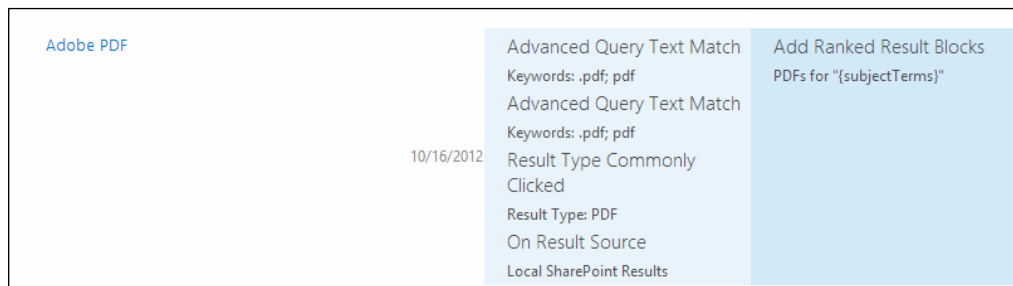 Adobe PDF
10/16/2012
Advanced Query Text Match
Keywords: .pdf; pdf
Advanced Query Text Match
Keywords: .pdf; pdf
Result Type Commonly
Clicked
Result Type: PDF
On Result Source
Local SharePoint Results
Add Ranked Result Blocks
PDFs for "{subjectTerms}"